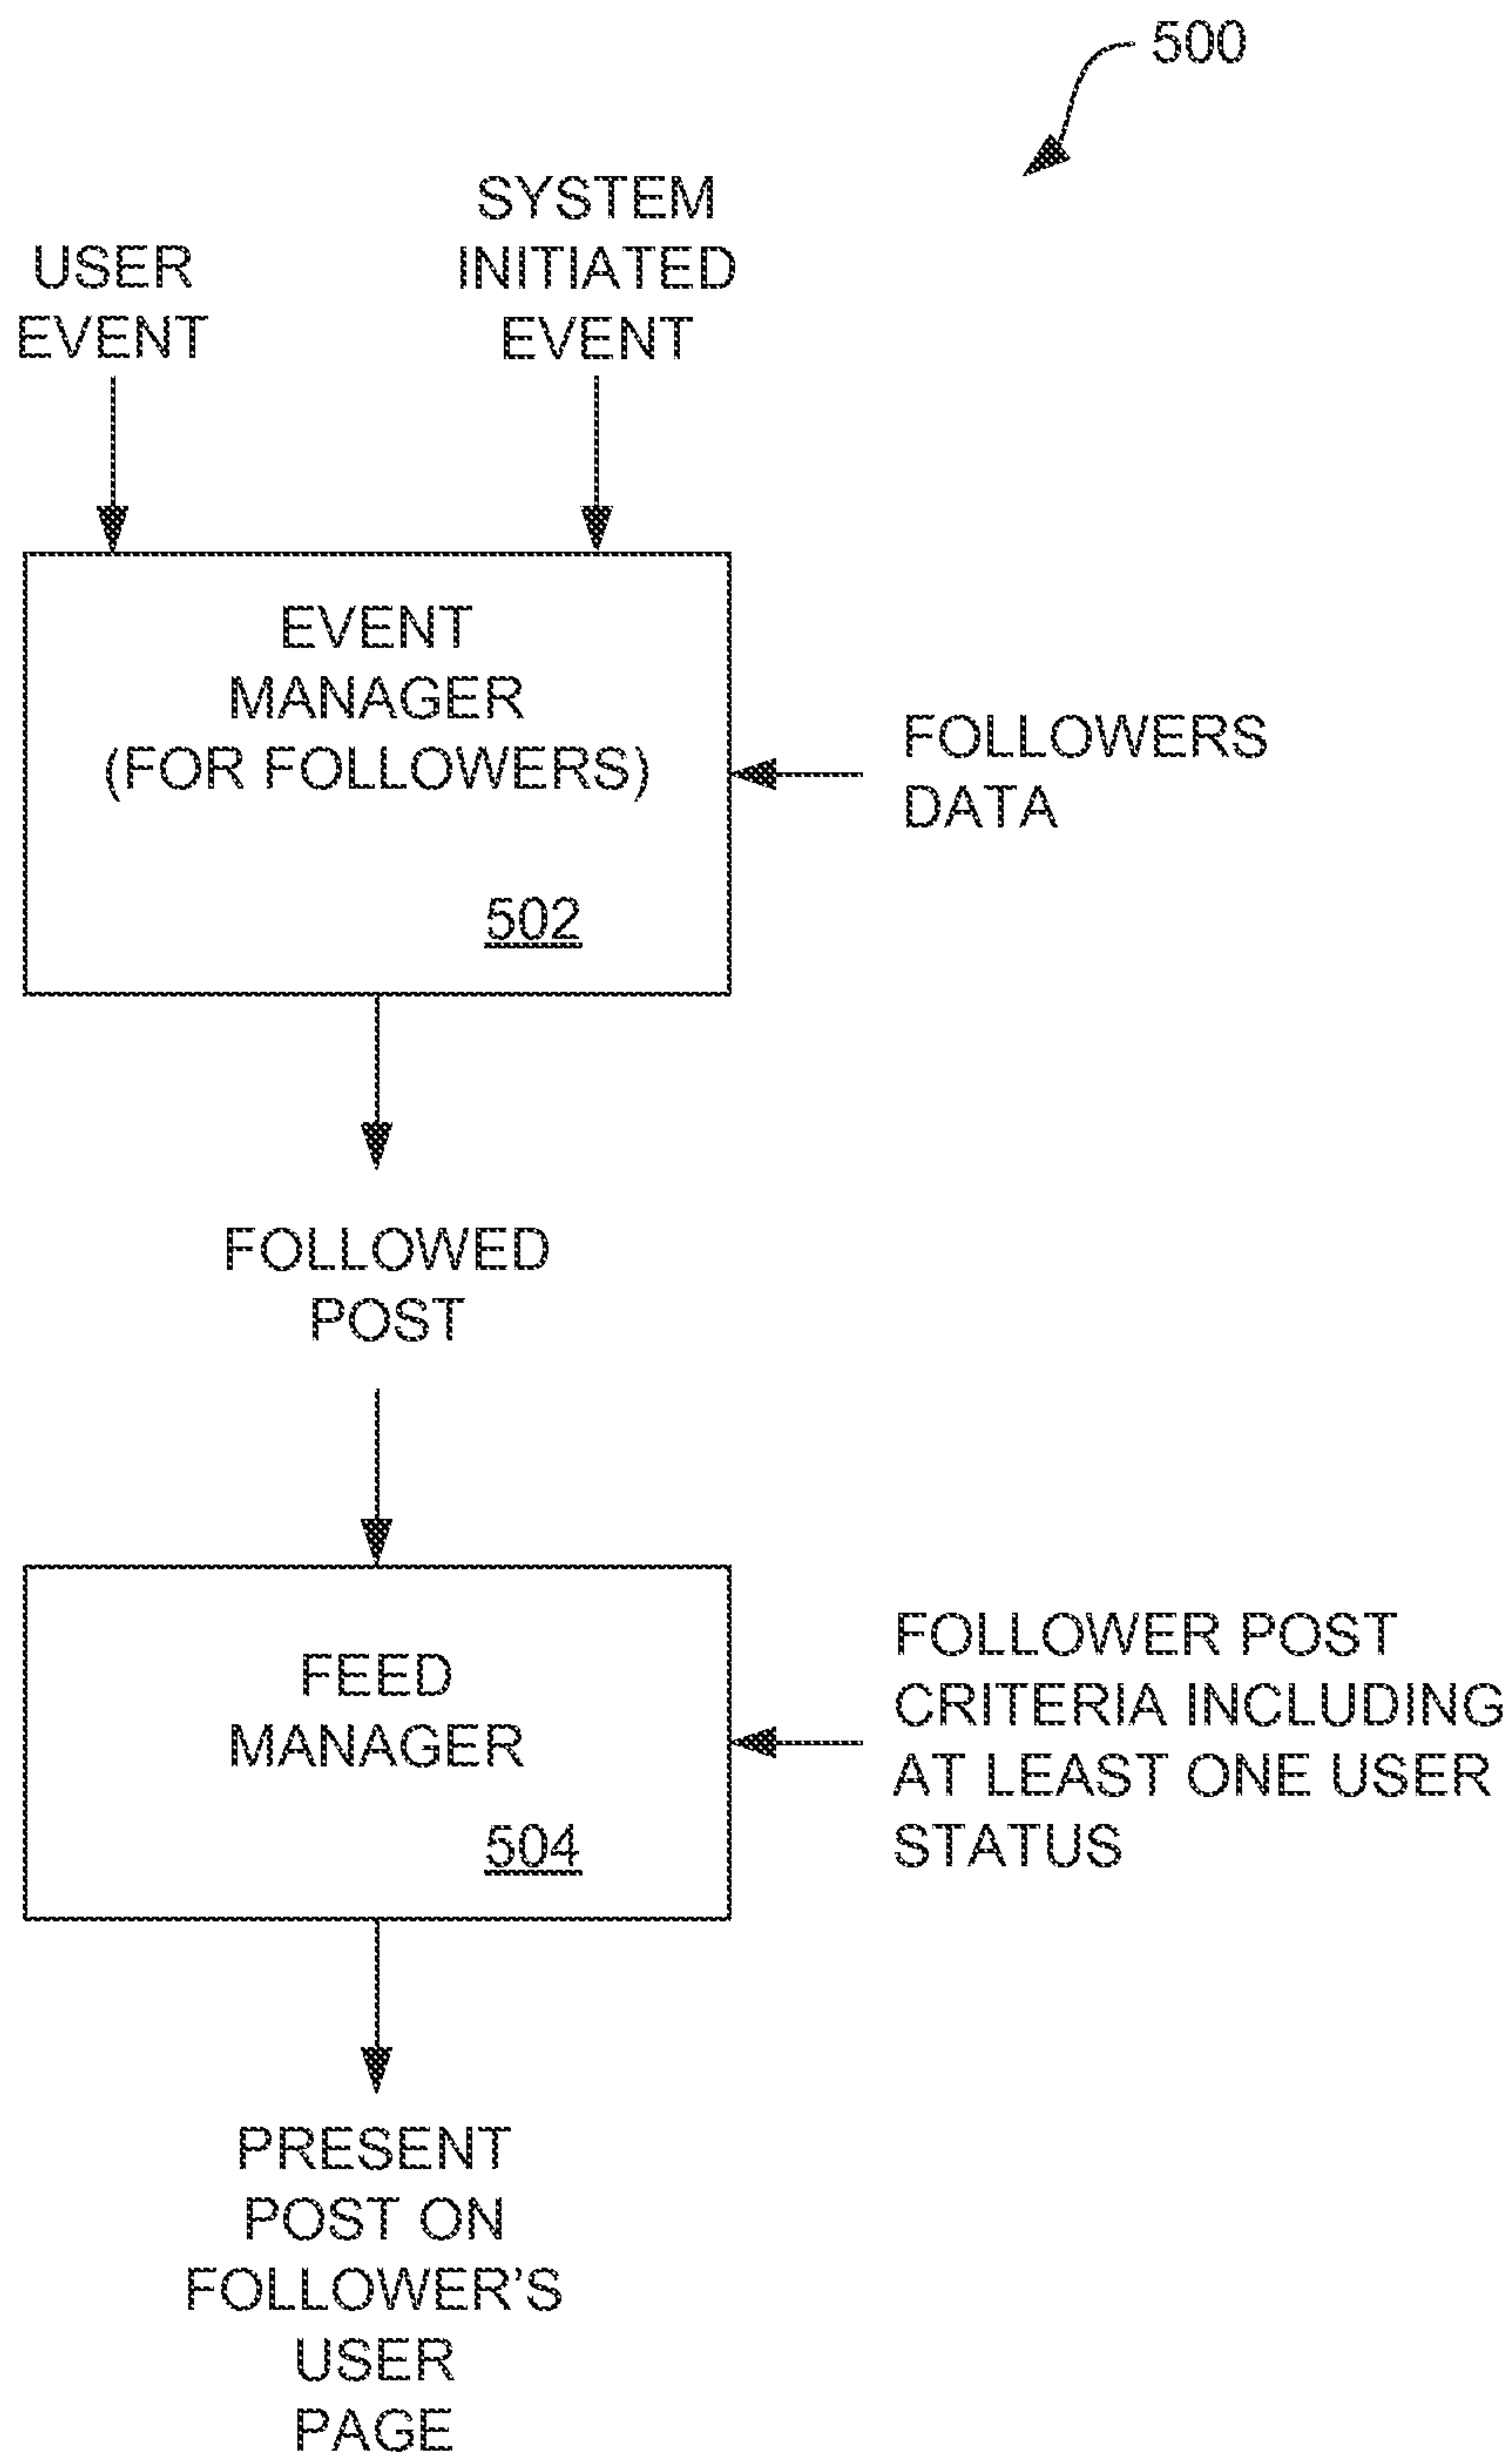 500
USER
EVENT
SYSTEM
INITIATED
EVENT
EVENT
MANAGER
(FOR FOLLOWERS)
502
FOLLOWERS
DATA
FOLLOWED
POST
FEED
MANAGER
504
FOLLOWER POST
CRITERIA INCLUDING
AT LEAST ONE USER
STATUS
PRESENT
POST ON
FOLLOWER'S
USER
PAGE